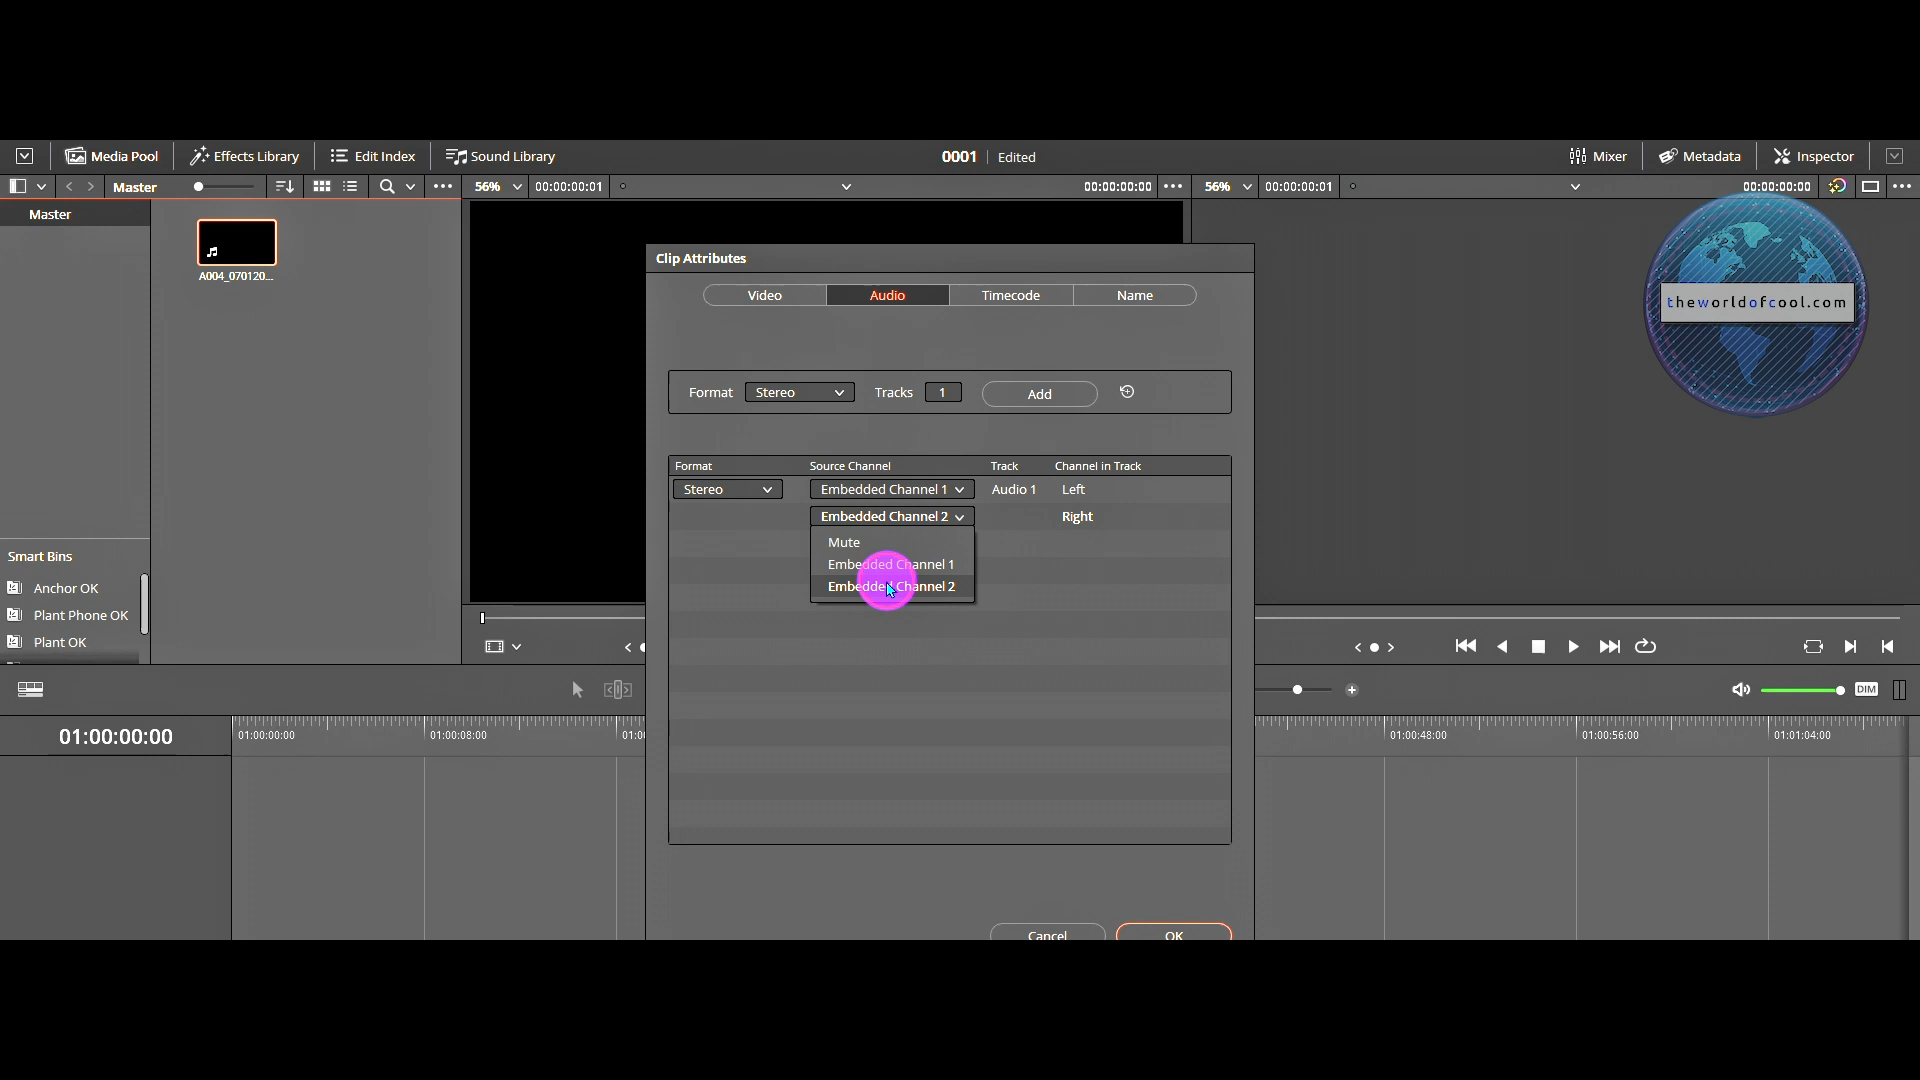 Media Pool Effects Library Edit Index Sound Library 0001 Edited Mixer Metadata Inspector
Master 56% 00:00:00:01 00:00:00:00 56% 00:00:00:01 00:00:00:00
Master
A004_070120...
Clip Attributes
Video Audio Timecode Name
theworldofcool.com
Format Stereo Tracks 1 Add
Format Source Channel Track Channel in Track
Stereo Embedded Channel 1 Audio 1 Left
Embedded Channel 2 Right
Mute
Embedded Channel 1
Embedded Channel 2
Smart Bins
Anchor OK
Plant Phone OK
Plant OK
DIM
01:00:00:00 01:00:00:00 01:00:08:00 01:0 01:00:48:00 01:00:56:00 01:01:04:00
Cancel OK